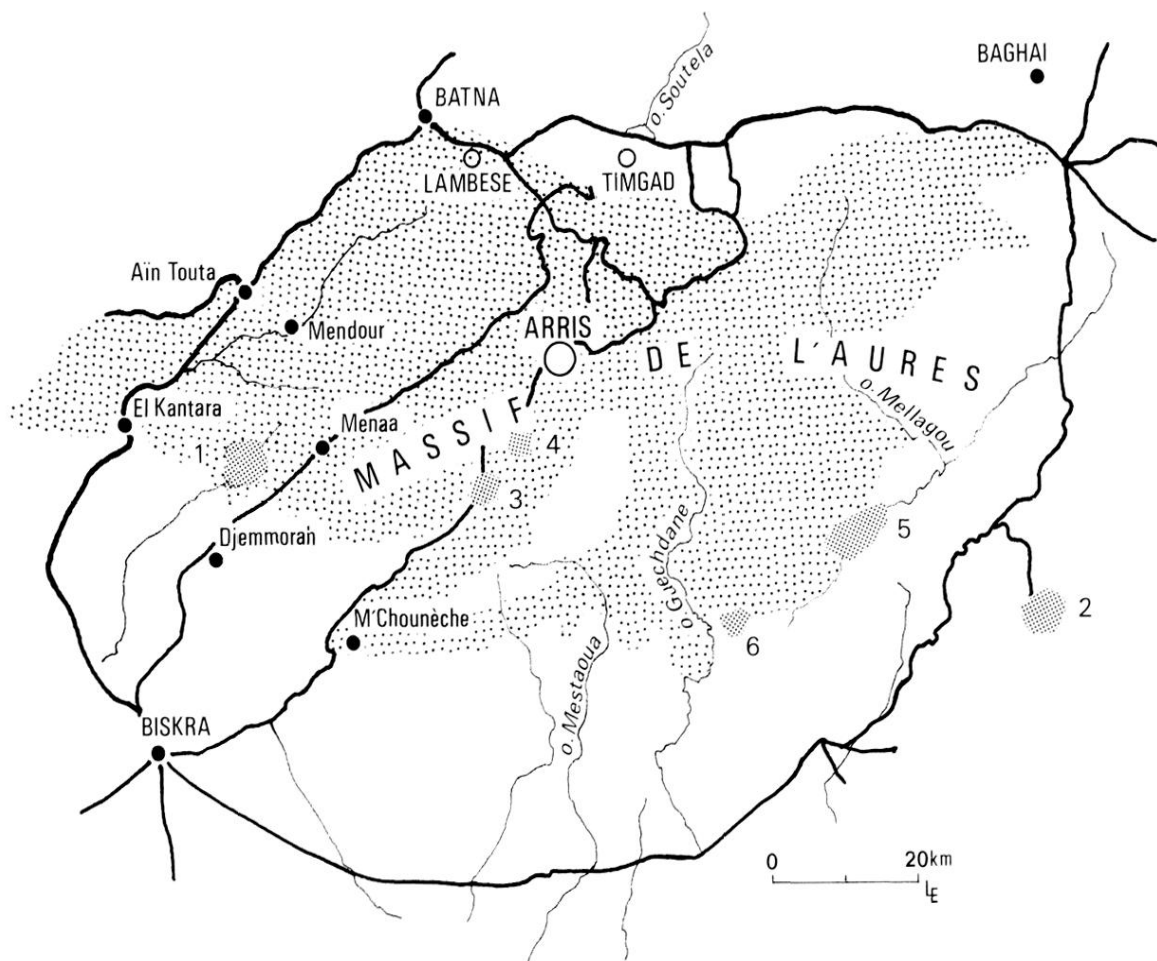 BAGHAI
o. Soutela
BATNA
LAMBESE
TIMGAD
Aïn Touta
Mendour
ARRIS
MASSIF DE L'AURES
El Kantara
Menaa
1
4
3
o. Mellagou
5
Djemmorah
o. Guechdane
2
6
M'Chounèche
o. Mestaoua
BISKRA
0 20km